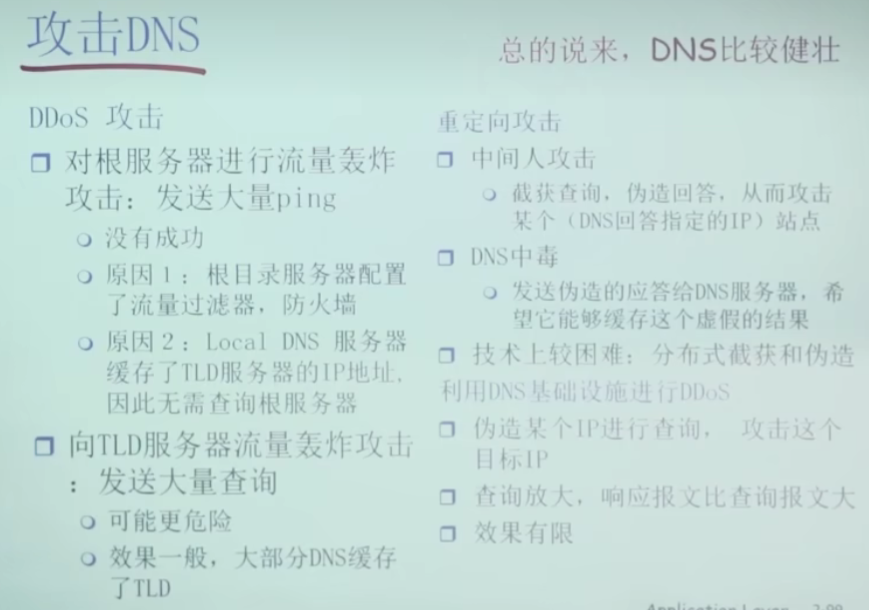 攻击DNS
总的说来，DNS比较健壮
DDoS 攻击
对根服务器进行流量轰炸
攻击：发送大量ping
没有成功
原因1：根目录服务器配置
了流量过滤器，防火墙
原因2：Local DNS 服务器
缓存了TLD服务器的IP地址,
因此无需查询根服务器
向TLD服务器流量轰炸攻击
：发送大量查询
可能更危险
效果一般，大部分DNS缓存
了TLD
重定向攻击
中间人攻击
截获查询，伪造回答，从而攻击
某个（DNS回答指定的IP）站点
DNS中毒
发送伪造的应答给DNS服务器，希
望它能够缓存这个虚假的结果
技术上较困难：分布式截获和伪造
利用DNS基础设施进行DDoS
伪造某个IP进行查询， 攻击这个
目标IP
查询放大，响应报文比查询报文大
效果有限
Application Layer